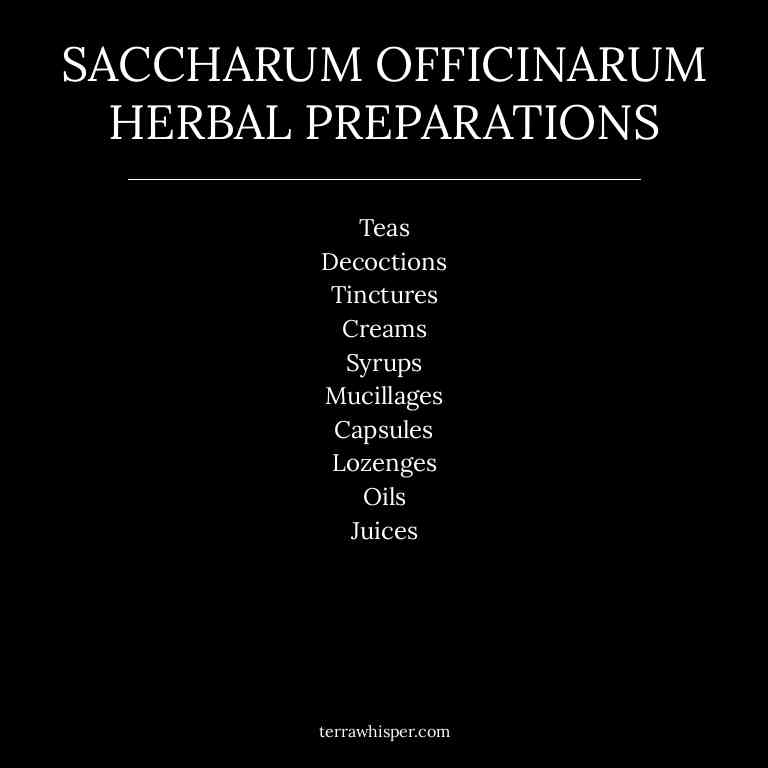 SACCHARUM OFFICINARUM
HERBAL PREPARATIONS
Teas
Decoctions
Tinctures
Creams
Syrups
Mucillages
Capsules
Lozenges
Oils
Juices
terrawhisper.com